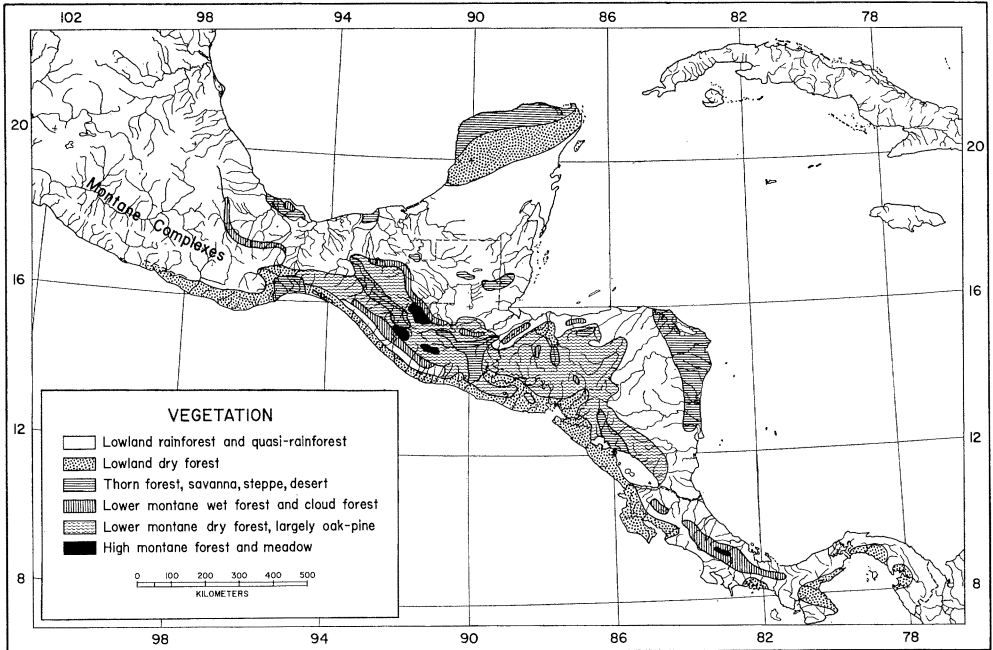 102 98 94 90 86 82 78
20 20
Montane Complexes
16 16
12 12
8 8
VEGETATION
Lowland rainforest and quasi-rainforest
Lowland dry forest
Thorn forest, savanna, steppe, desert
Lower montane wet forest and cloud forest
Lower montane dry forest, largely oak-pine
High montane forest and meadow
0 100 200 300 400 500
KILOMETERS
98 94 90 86 82 78